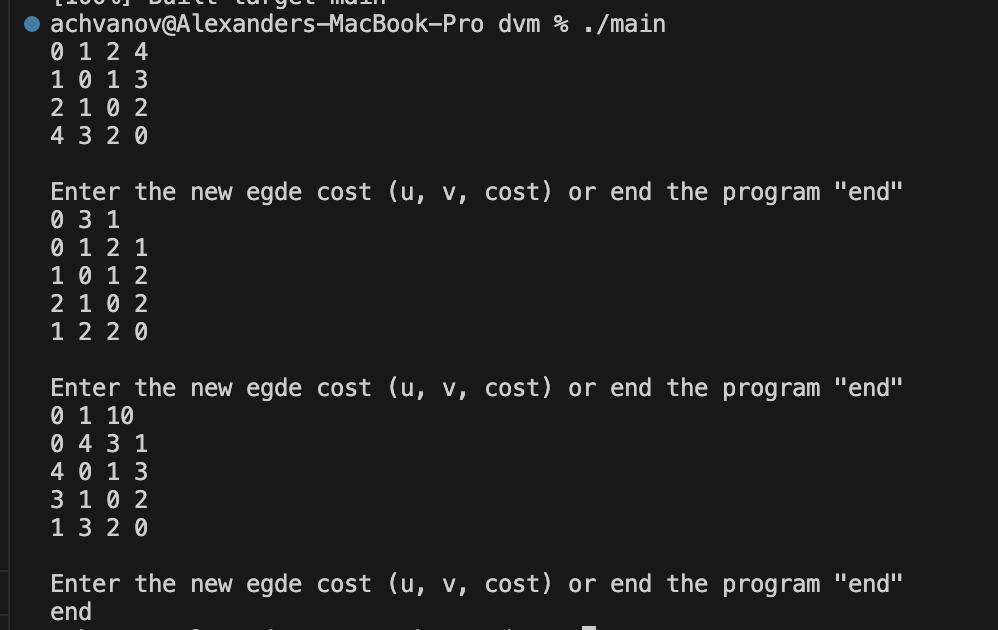 [100%] Built target main
achvanov@Alexanders-MacBook-Pro dvm % ./main
0 1 2 4
1 0 1 3
2 1 0 2
4 3 2 0
Enter the new egde cost (u, v, cost) or end the program "end"
0 3 1
0 1 2 1
1 0 1 2
2 1 0 2
1 2 2 0
Enter the new egde cost (u, v, cost) or end the program "end"
0 1 10
0 4 3 1
4 0 1 3
3 1 0 2
1 3 2 0
Enter the new egde cost (u, v, cost) or end the program "end"
end